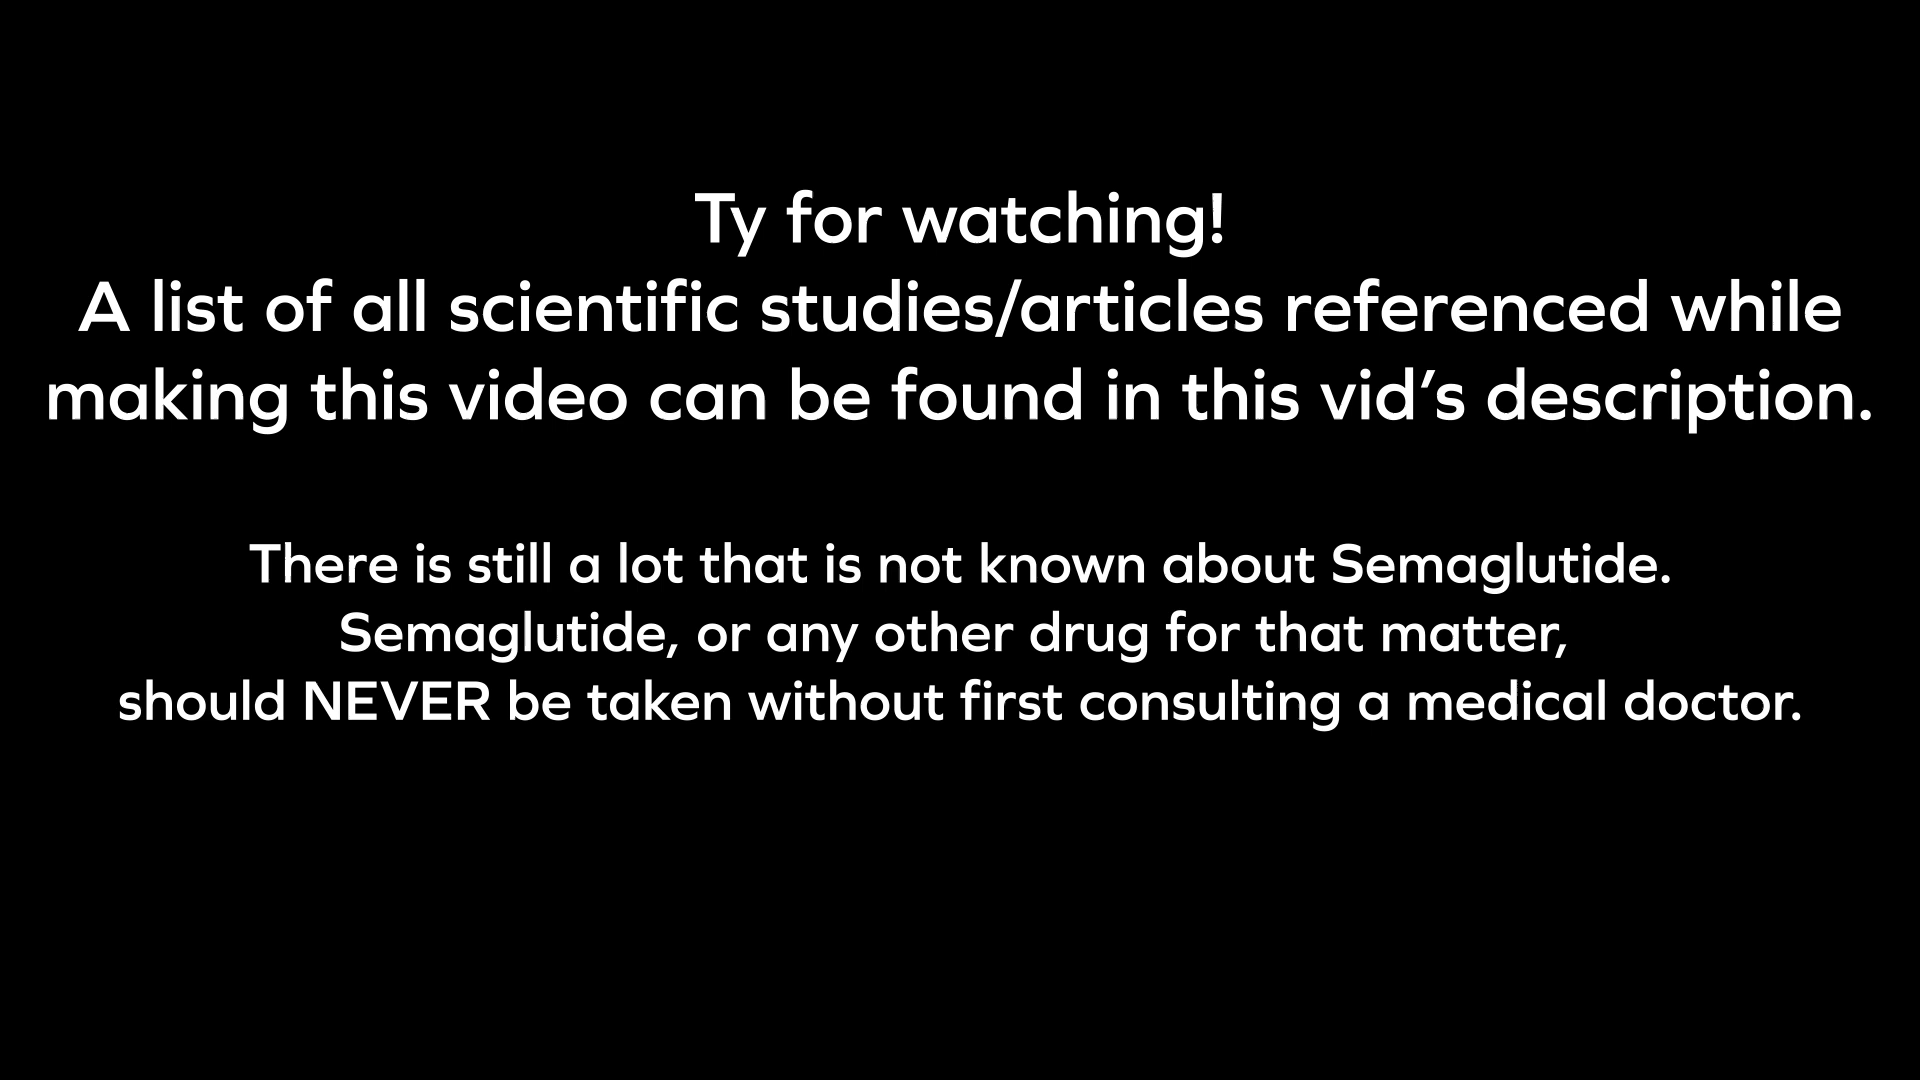 Ty for watching!
A list of all scientific studies/articles referenced while
making this video can be found in this vid’s description.
There is still a lot that is not known about Semaglutide.
Semaglutide, or any other drug for that matter,
should NEVER be taken without first consulting a medical doctor.